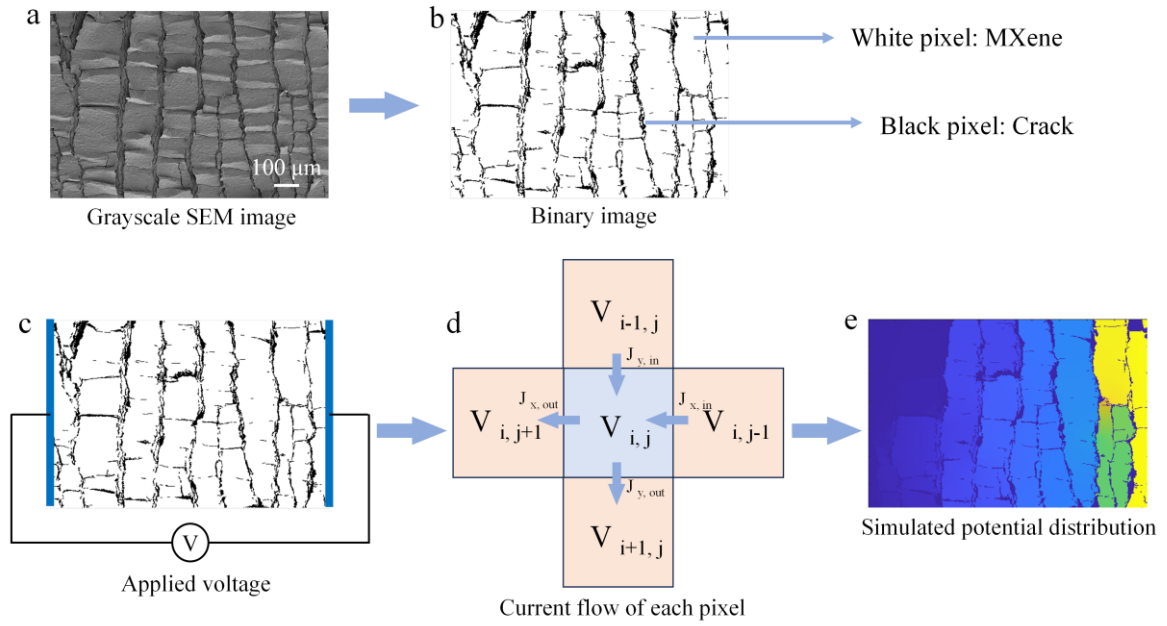 a
100 μm
Grayscale SEM image
b
Binary image
White pixel: MXene
Black pixel: Crack
c
V
Applied voltage
d
V i-1, j
J y, in
J x, out
J x, in
V i, j+1
V i, j
V i, j-1
J y, out
V i+1, j
Current flow of each pixel
e
Simulated potential distribution